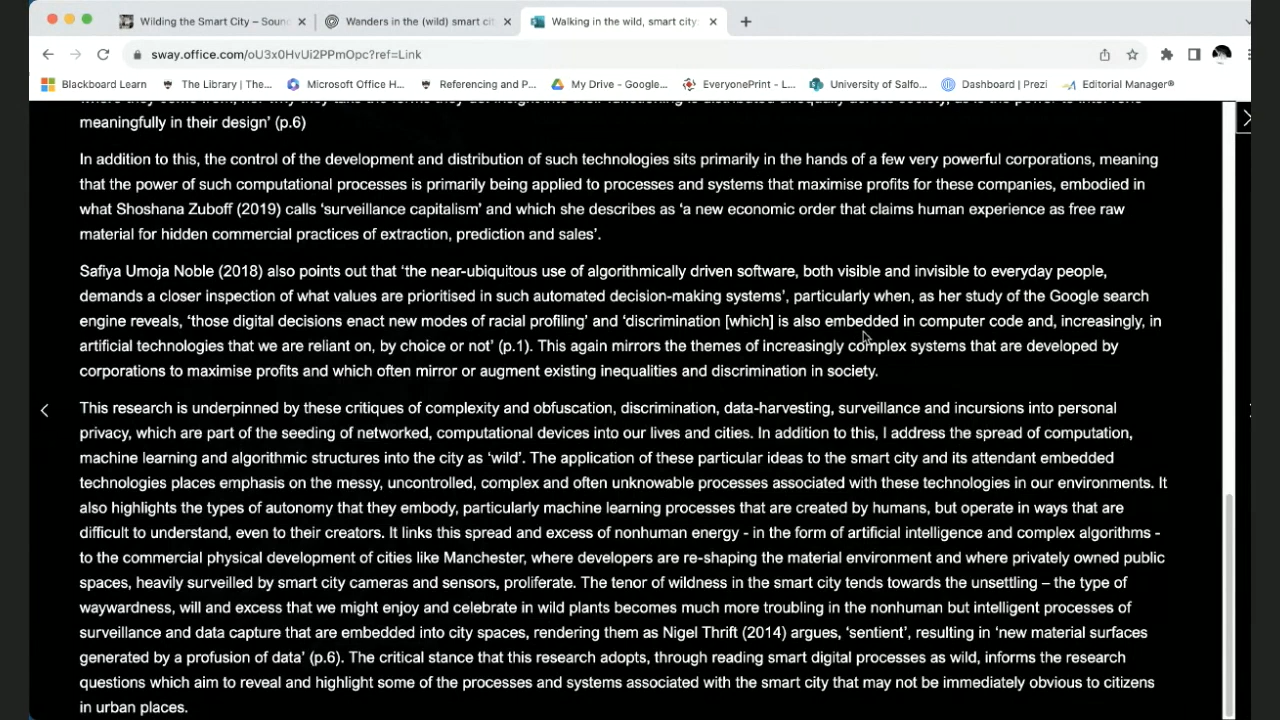 Wilding the Smart City – Soun
Wanders in the (wild) smart cit
Walking in the wild, smart city
sway.office.com/oU3x0HvUi2PPmOpc?ref=Link
Blackboard Learn
The Library | The...
Microsoft Office H...
Referencing and P...
My Drive - Google...
EveryonePrint - L...
University of Salfo...
Dashboard | Prezi
Editorial Manager®
meaningfully in their design’ (p.6)
In addition to this, the control of the development and distribution of such technologies sits primarily in the hands of a few very powerful corporations, meaning
that the power of such computational processes is primarily being applied to processes and systems that maximise profits for these companies, embodied in
what Shoshana Zuboff (2019) calls ‘surveillance capitalism’ and which she describes as ‘a new economic order that claims human experience as free raw
material for hidden commercial practices of extraction, prediction and sales’.
Safiya Umoja Noble (2018) also points out that ‘the near-ubiquitous use of algorithmically driven software, both visible and invisible to everyday people,
demands a closer inspection of what values are prioritised in such automated decision-making systems’, particularly when, as her study of the Google search
engine reveals, ‘those digital decisions enact new modes of racial profiling’ and ‘discrimination [which] is also embedded in computer code and, increasingly, in
artificial technologies that we are reliant on, by choice or not’ (p.1). This again mirrors the themes of increasingly complex systems that are developed by
corporations to maximise profits and which often mirror or augment existing inequalities and discrimination in society.
This research is underpinned by these critiques of complexity and obfuscation, discrimination, data-harvesting, surveillance and incursions into personal
privacy, which are part of the seeding of networked, computational devices into our lives and cities. In addition to this, I address the spread of computation,
machine learning and algorithmic structures into the city as ‘wild’. The application of these particular ideas to the smart city and its attendant embedded
technologies places emphasis on the messy, uncontrolled, complex and often unknowable processes associated with these technologies in our environments. It
also highlights the types of autonomy that they embody, particularly machine learning processes that are created by humans, but operate in ways that are
difficult to understand, even to their creators. It links this spread and excess of nonhuman energy - in the form of artificial intelligence and complex algorithms -
to the commercial physical development of cities like Manchester, where developers are re-shaping the material environment and where privately owned public
spaces, heavily surveilled by smart city cameras and sensors, proliferate. The tenor of wildness in the smart city tends towards the unsettling – the type of
waywardness, will and excess that we might enjoy and celebrate in wild plants becomes much more troubling in the nonhuman but intelligent processes of
surveillance and data capture that are embedded into city spaces, rendering them as Nigel Thrift (2014) argues, ‘sentient’, resulting in ‘new material surfaces
generated by a profusion of data’ (p.6). The critical stance that this research adopts, through reading smart digital processes as wild, informs the research
questions which aim to reveal and highlight some of the processes and systems associated with the smart city that may not be immediately obvious to citizens
in urban places.